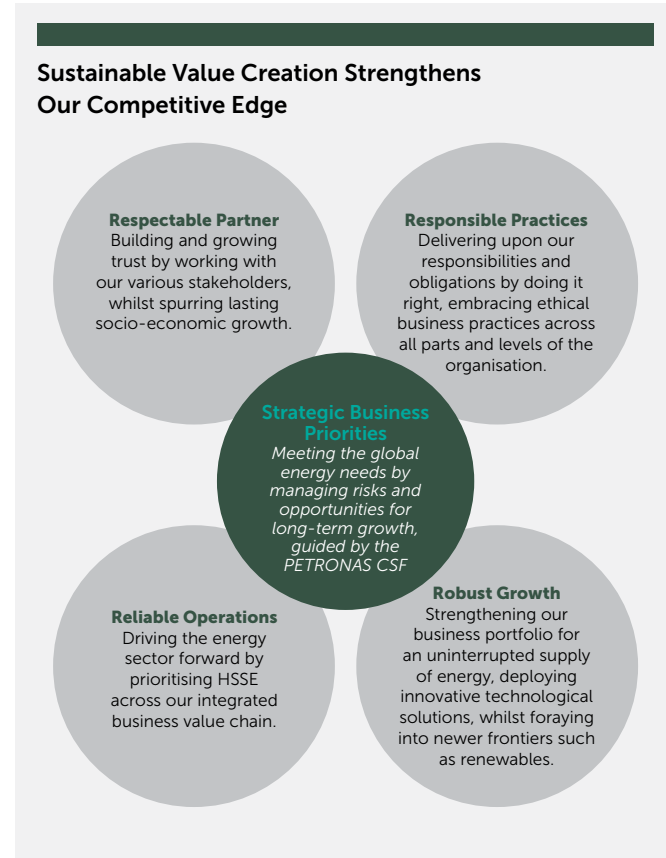 Sustainable Value Creation Strengthens
Our Competitive Edge
Respectable Partner
Building and growing
trust by working with
our various stakeholders,
whilst spurring lasting
socio-economic growth.
Responsible Practices
Delivering upon our
responsibilities and
obligations by doing it
right, embracing ethical
business practices across
all parts and levels of the
organisation.
Strategic Business
Priorities
Meeting the global
energy needs by
managing risks and
opportunities for
long-term growth,
guided by the
PETRONAS CSF
Reliable Operations
Driving the energy
sector forward by
prioritising HSSE
across our integrated
business value chain.
Robust Growth
Strengthening our
business portfolio for
an uninterrupted supply
of energy, deploying
innovative technological
solutions, whilst foraying
into newer frontiers such
as renewables.